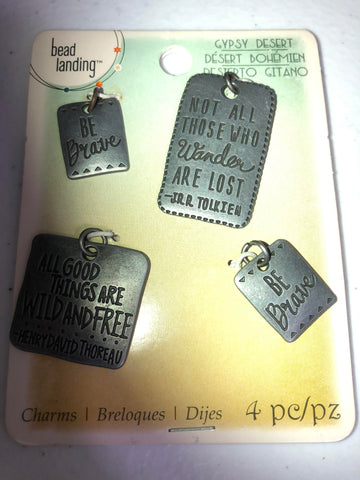 bead
landing™
GYPSY DESERT
DÉSERT BOHÉMIEN
DESIERTO GITANO
BE
Brave
NOT ALL
THOSE WHO
Wander
ARE LOST
—J.R.R. TOLKIEN
ALL GOOD
THINGS ARE
WILD AND FREE
—HENRY DAVID THOREAU
BE
Brave
Charms | Breloques | Dijes 4 pc/pz